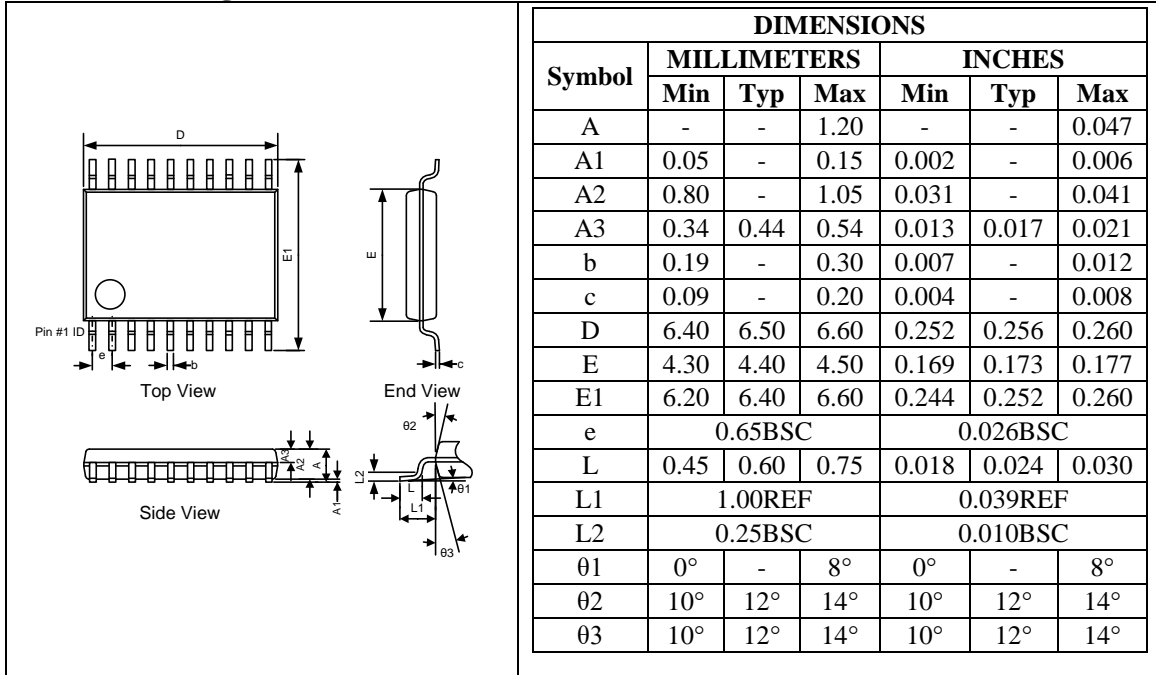 D
E1
E
Pin #1 ID
e
b
c
Top View
End View
A3
A2
A
A1
Side View
θ2
L2
L
L1
θ1
θ3
DIMENSIONS
Symbol MILLIMETERS INCHES
Min Typ Max Min Typ Max
A - - 1.20 - - 0.047
A1 0.05 - 0.15 0.002 - 0.006
A2 0.80 - 1.05 0.031 - 0.041
A3 0.34 0.44 0.54 0.013 0.017 0.021
b 0.19 - 0.30 0.007 - 0.012
c 0.09 - 0.20 0.004 - 0.008
D 6.40 6.50 6.60 0.252 0.256 0.260
E 4.30 4.40 4.50 0.169 0.173 0.177
E1 6.20 6.40 6.60 0.244 0.252 0.260
e 0.65BSC 0.026BSC
L 0.45 0.60 0.75 0.018 0.024 0.030
L1 1.00REF 0.039REF
L2 0.25BSC 0.010BSC
θ1 0° - 8° 0° - 8°
θ2 10° 12° 14° 10° 12° 14°
θ3 10° 12° 14° 10° 12° 14°